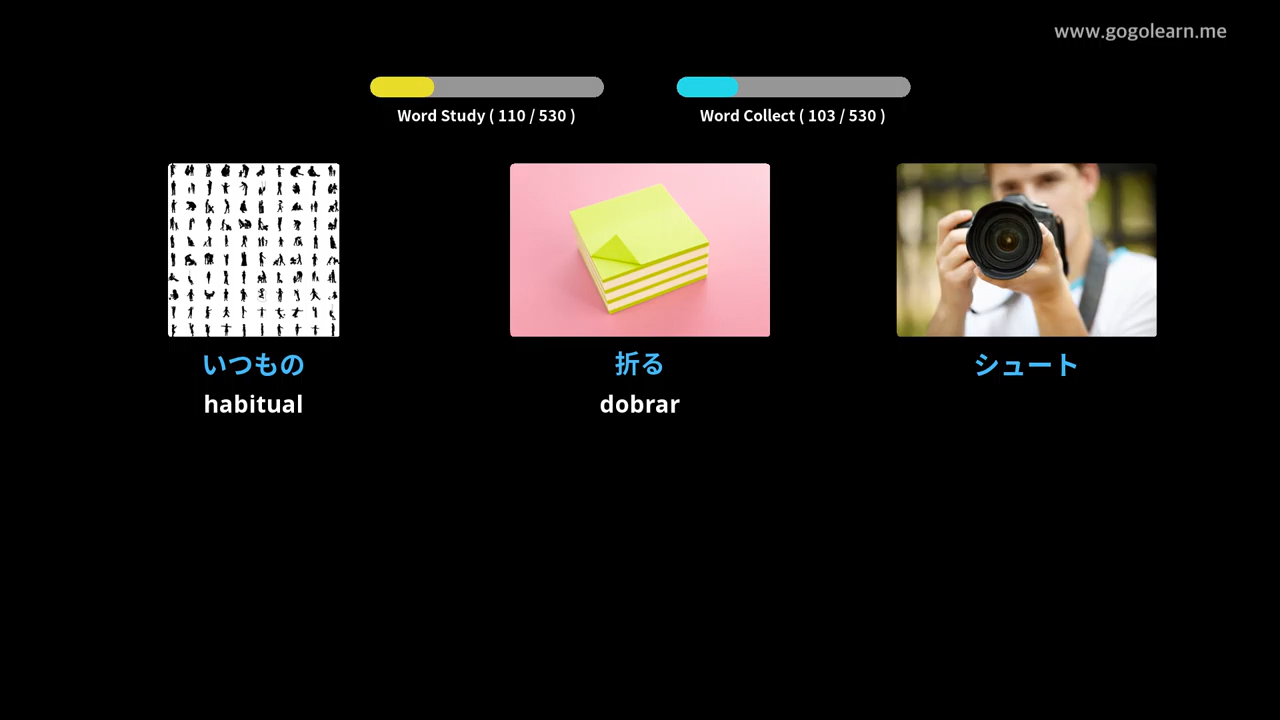 www.gogolearn.me
Word Study ( 110 / 530 )
Word Collect ( 103 / 530 )
いつもの
habitual
折る
dobrar
シュート